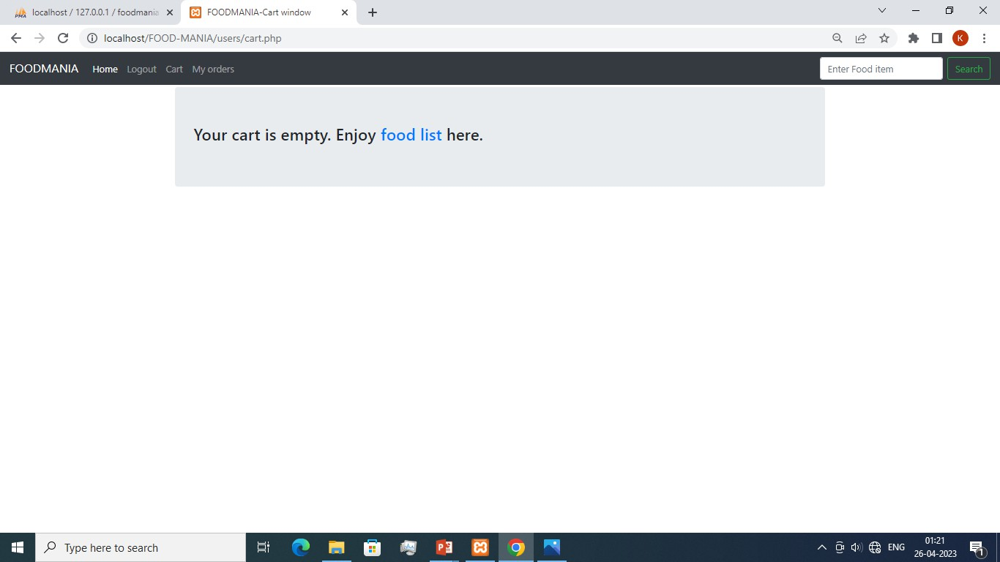 localhost / 127.0.0.1 / foodmania
FOODMANIA-Cart window
localhost/FOOD-MANIA/users/cart.php
K
FOODMANIA Home Logout Cart My orders Enter Food item Search
Your cart is empty. Enjoy food list here.
Type here to search
ENG
01:21
26-04-2023
1